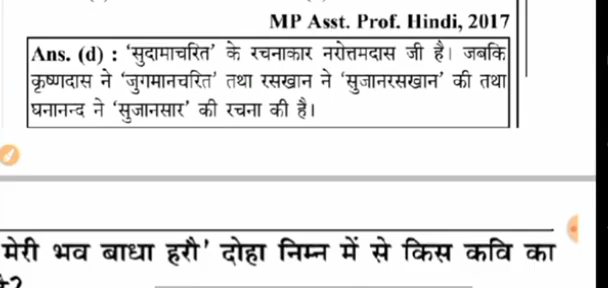 MP Asst. Prof. Hindi, 2017
Ans. (d) : ‘सुदामाचरित’ के रचनाकार नरोत्तमदास जी है। जबकि
कृष्णदास ने ‘जुगमानचरित’ तथा रसखान ने ‘सुजानरसखान’ की तथा
घनानन्द ने ‘सुजानसार’ की रचना की है।
मेरी भव बाधा हरौ’ दोहा निम्न में से किस कवि का